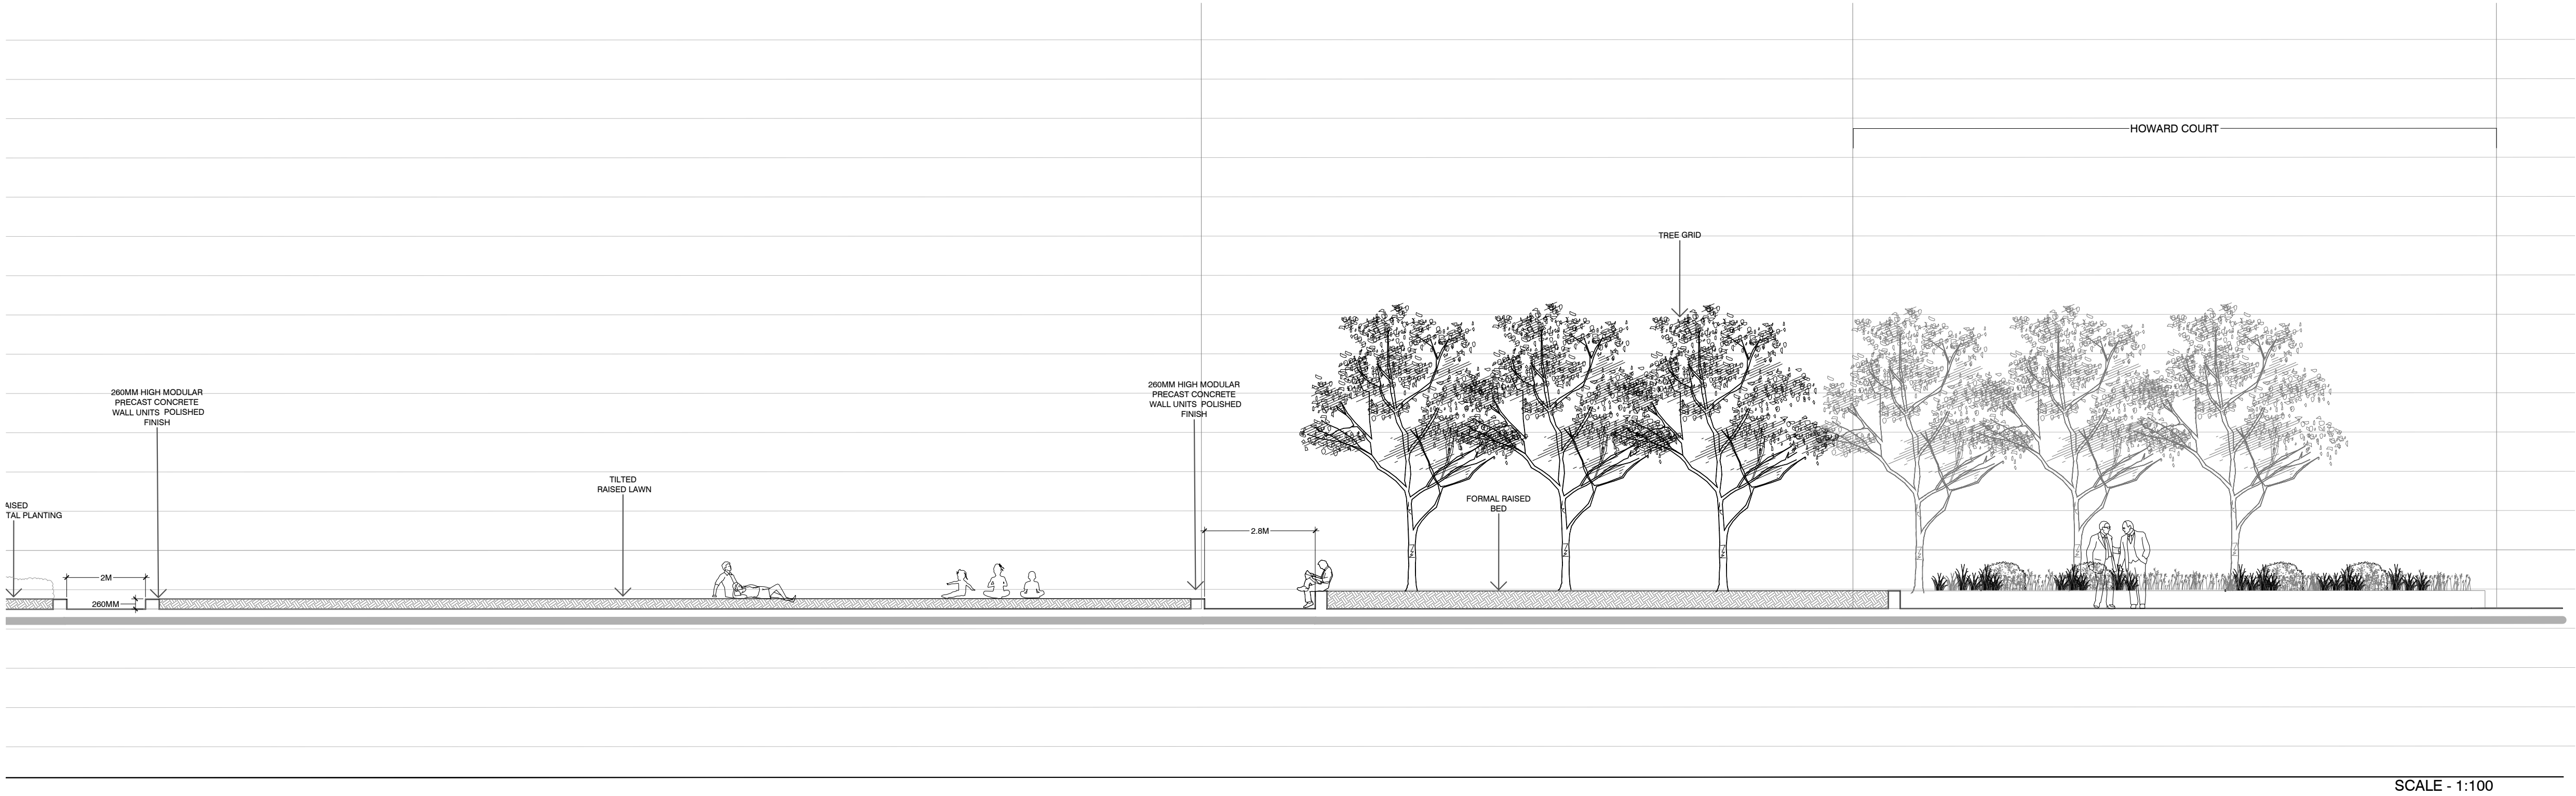 HOWARD COURT
TREE GRID
260MM HIGH MODULAR
PRECAST CONCRETE
WALL UNITS POLISHED
FINISH
260MM HIGH MODULAR
PRECAST CONCRETE
WALL UNITS POLISHED
FINISH
TILTED
RAISED LAWN
FORMAL RAISED
BED
AISED
TAL PLANTING
2.8M
2M
260MM
SCALE - 1:100